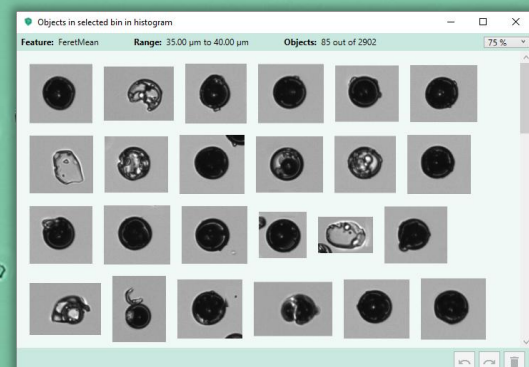 Objects in selected bin in histogram
Feature: FeretMean Range: 35.00 µm to 40.00 µm Objects: 85 out of 2902 75 %